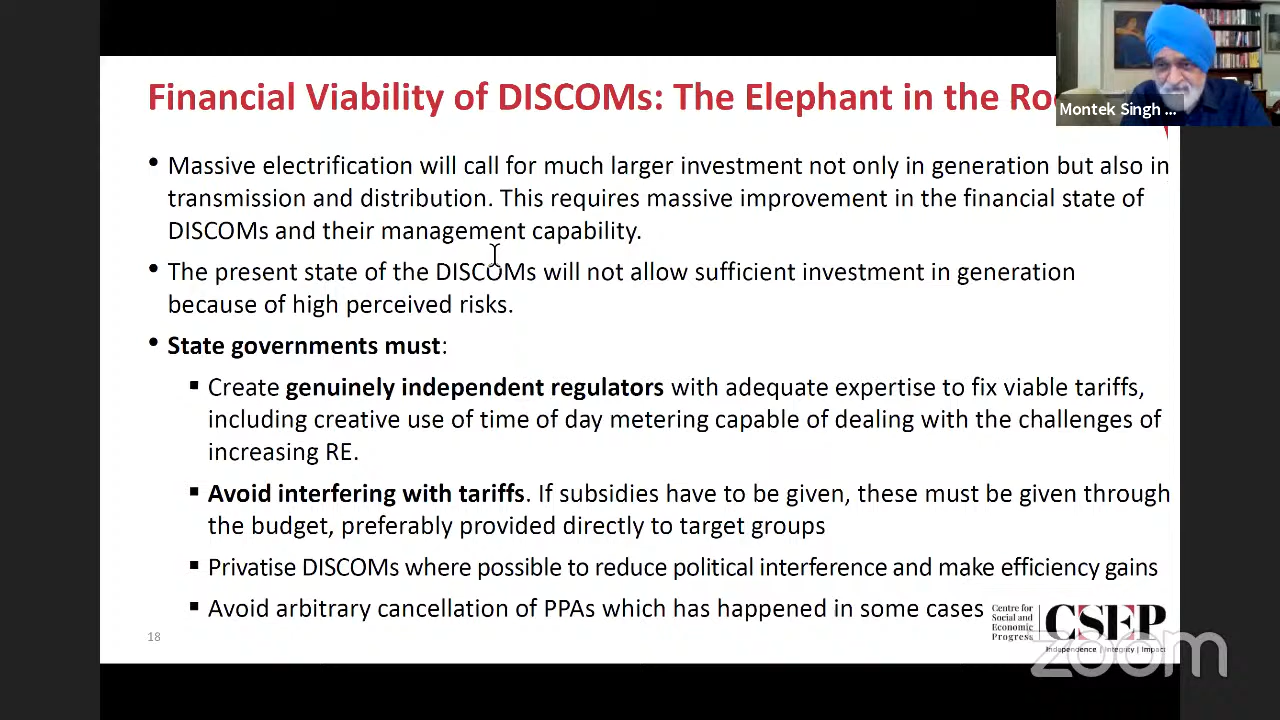 Financial Viability of DISCOMs: The Elephant in the Ro
Montek Singh ...
• Massive electrification will call for much larger investment not only in generation but also in
transmission and distribution. This requires massive improvement in the financial state of
DISCOMs and their management capability.
• The present state of the DISCOMs will not allow sufficient investment in generation
because of high perceived risks.
• State governments must:
▪ Create genuinely independent regulators with adequate expertise to fix viable tariffs,
including creative use of time of day metering capable of dealing with the challenges of
increasing RE.
▪ Avoid interfering with tariffs. If subsidies have to be given, these must be given through
the budget, preferably provided directly to target groups
▪ Privatise DISCOMs where possible to reduce political interference and make efficiency gains
▪ Avoid arbitrary cancellation of PPAs which has happened in some cases
Centre for
Social and
Economic
Progress
CSEP
Independence | Integrity | Impact
zoom
18